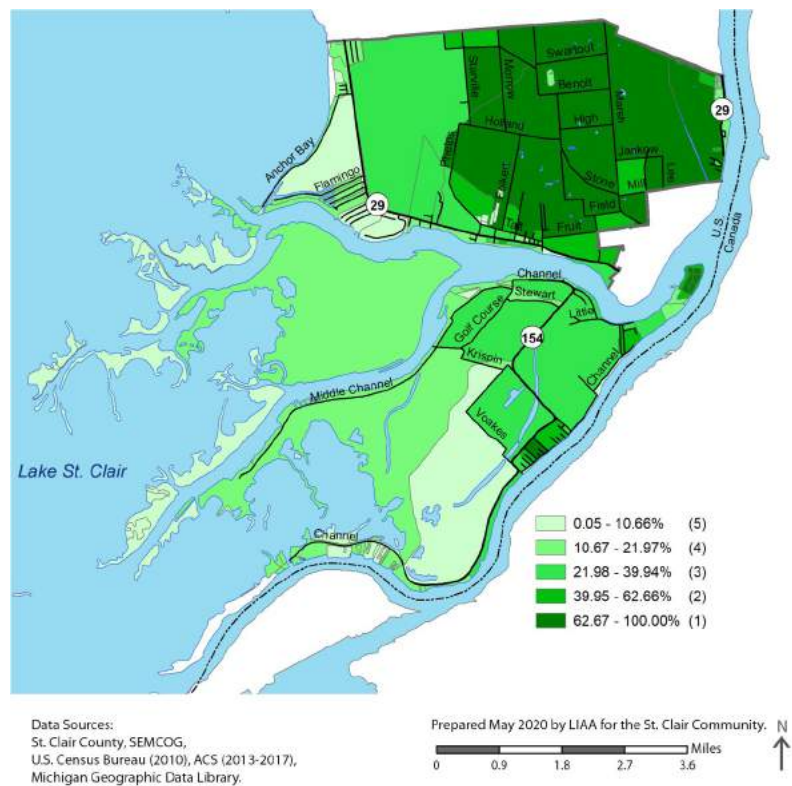 Swartout
Starville
Morrow
Benoit
Marsh
29
Holland
High
Anchor Bay
Jankow
Stone
Mill
Flamingo
Field
29
Taft
Fruit
U.S.
Canada
Channel
Stewart
Little
Golf Course
154
Krispin
Channel
Middle Channel
Voakes
Lake St. Clair
Channel
0.05 - 10.66% (5)
10.67 - 21.97% (4)
21.98 - 39.94% (3)
39.95 - 62.66% (2)
62.67 - 100.00% (1)
Data Sources:
St. Clair County, SEMCOG,
U.S. Census Bureau (2010), ACS (2013-2017),
Michigan Geographic Data Library.
Prepared May 2020 by LIAA for the St. Clair Community.
N
Miles
0 0.9 1.8 2.7 3.6